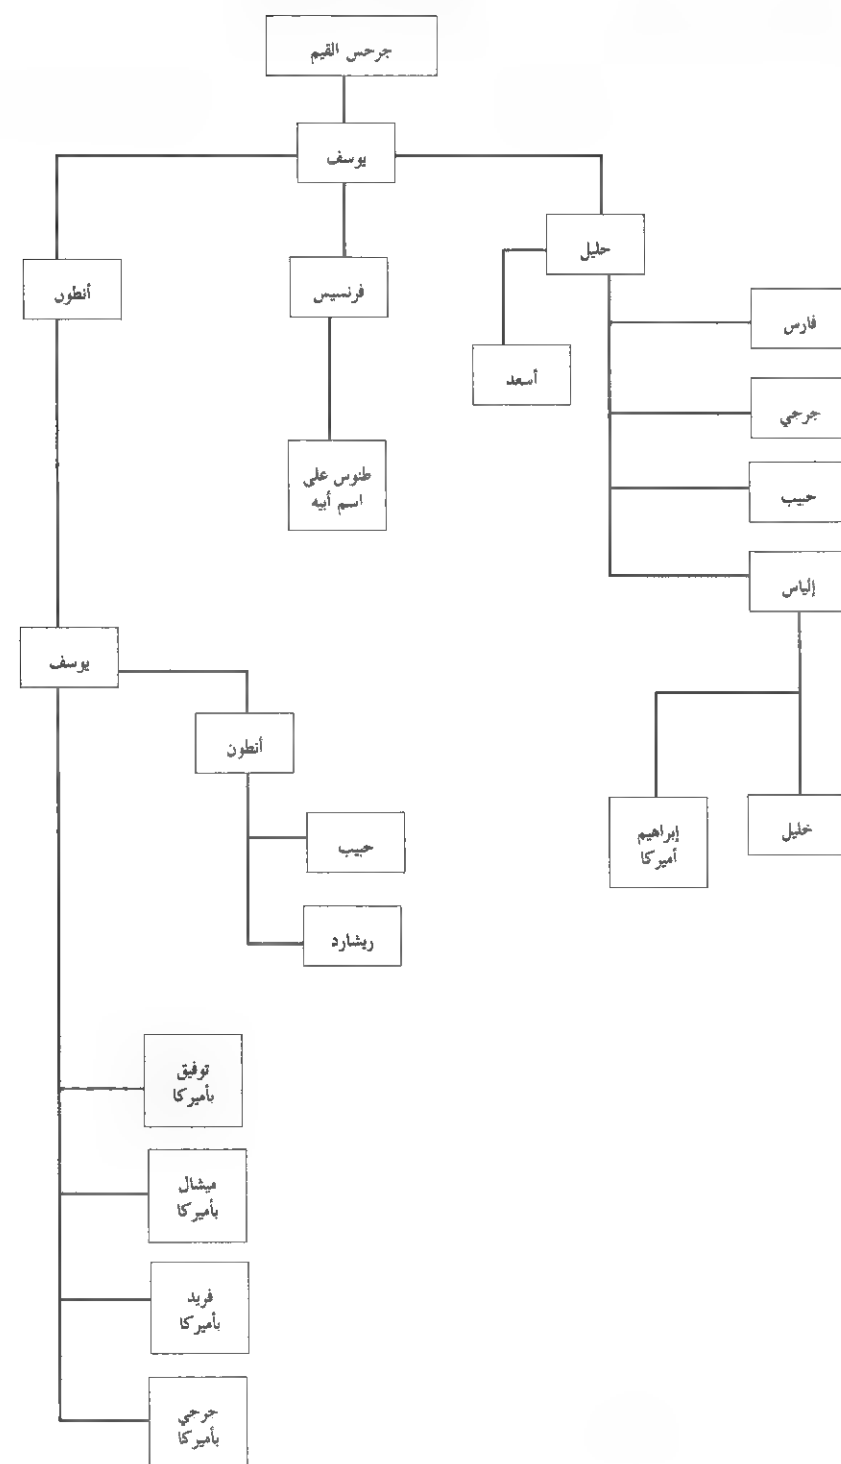 جرجس القيم
يوسف
خليل
أنطون
فرنسيس
فارس
أسعد
جرجي
طنوس على
اسم أبيه
حبيب
إلياس
يوسف
أنطون
إبراهيم
أميركا
خليل
حبيب
ريشارد
توفيق
بأميركا
ميشال
بأميركا
فريد
بأميركا
جرجي
بأميركا